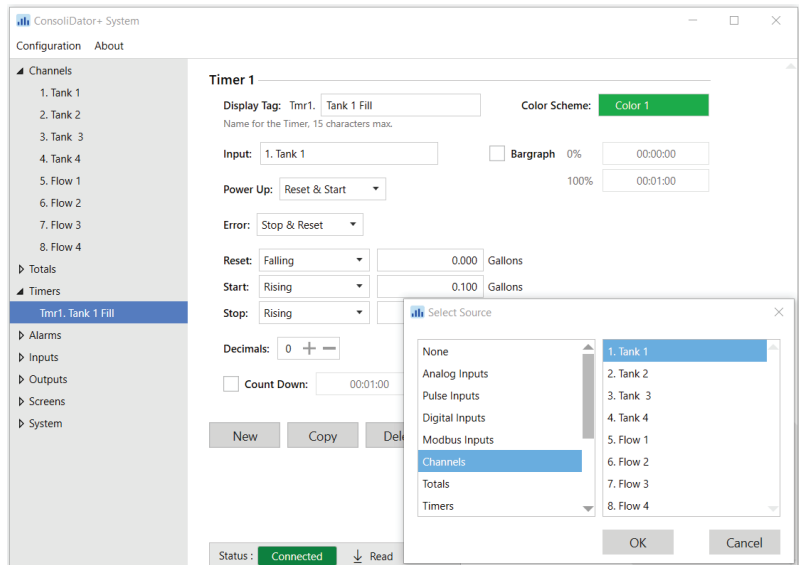 ConsoliDator+ System
Configuration About
Channels
1. Tank 1
2. Tank 2
3. Tank 3
4. Tank 4
5. Flow 1
6. Flow 2
7. Flow 3
8. Flow 4
Totals
Timers
Tmr1. Tank 1 Fill
Alarms
Inputs
Outputs
Screens
System
Timer 1
Display Tag: Tmr1. Tank 1 Fill
Name for the Timer, 15 characters max.
Color Scheme: Color 1
Input: 1. Tank 1
Bargraph 0% 00:00:00
100% 00:01:00
Power Up: Reset & Start
Error: Stop & Reset
Reset: Falling 0.000 Gallons
Start: Rising 0.100 Gallons
Stop: Rising
Decimals: 0
Count Down: 00:01:00
New Copy
Status : Connected Read
Select Source
None
Analog Inputs
Pulse Inputs
Digital Inputs
Modbus Inputs
Channels
Totals
Timers
1. Tank 1
2. Tank 2
3. Tank 3
4. Tank 4
5. Flow 1
6. Flow 2
7. Flow 3
8. Flow 4
OK Cancel